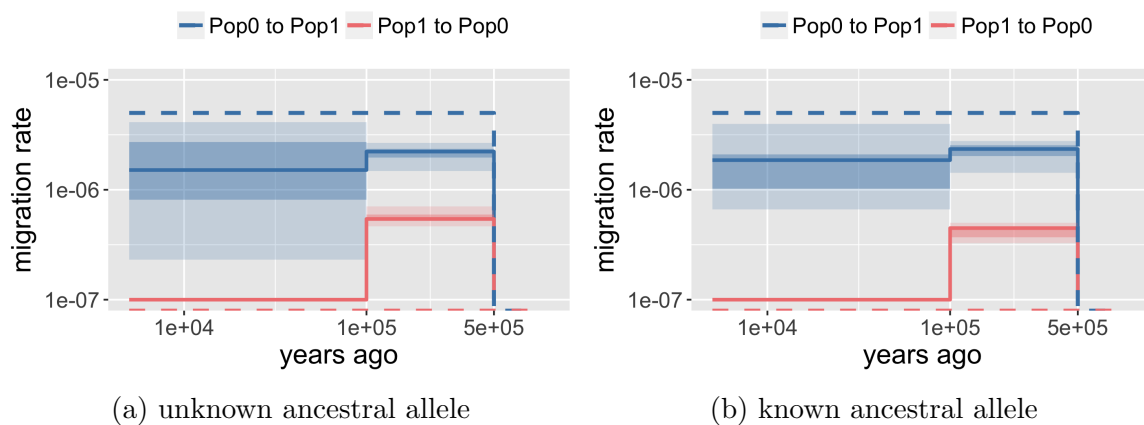 Pop0 to Pop1 Pop1 to Pop0
1e-05
1e-06
1e-07
migration rate
1e+04 1e+05 5e+05
years ago
(a) unknown ancestral allele
Pop0 to Pop1 Pop1 to Pop0
1e-05
1e-06
1e-07
migration rate
1e+04 1e+05 5e+05
years ago
(b) known ancestral allele